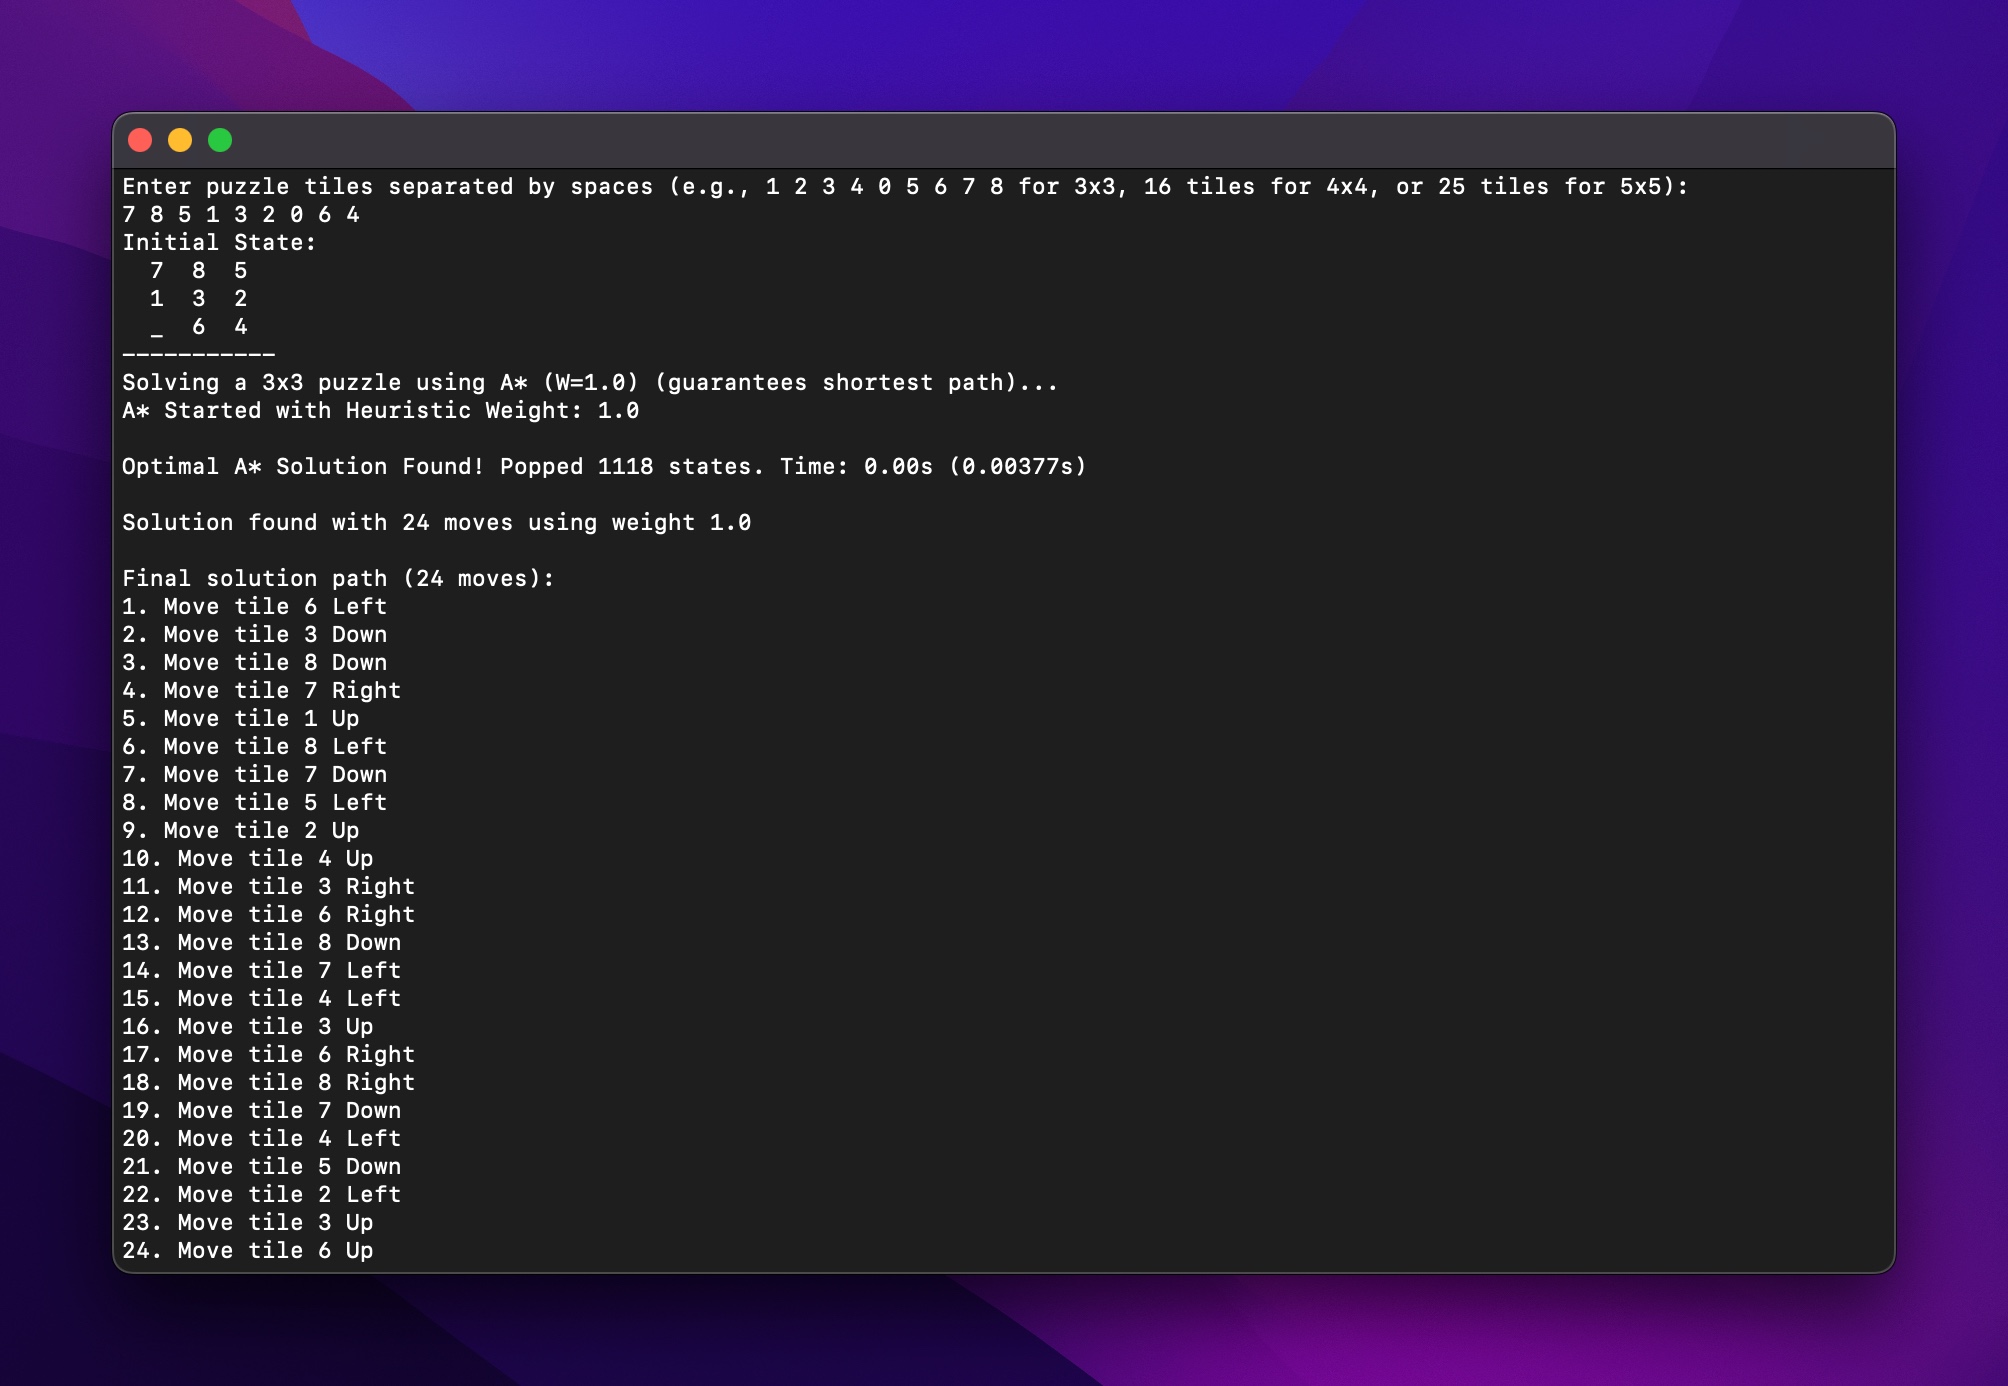 Enter puzzle tiles separated by spaces (e.g., 1 2 3 4 0 5 6 7 8 for 3x3, 16 tiles for 4x4, or 25 tiles for 5x5):
7 8 5 1 3 2 0 6 4
Initial State:
  7  8  5
  1  3  2
  _  6  4
-----------
Solving a 3x3 puzzle using A* (W=1.0) (guarantees shortest path)...
A* Started with Heuristic Weight: 1.0

Optimal A* Solution Found! Popped 1118 states. Time: 0.00s (0.00377s)

Solution found with 24 moves using weight 1.0

Final solution path (24 moves):
1. Move tile 6 Left
2. Move tile 3 Down
3. Move tile 8 Down
4. Move tile 7 Right
5. Move tile 1 Up
6. Move tile 8 Left
7. Move tile 7 Down
8. Move tile 5 Left
9. Move tile 2 Up
10. Move tile 4 Up
11. Move tile 3 Right
12. Move tile 6 Right
13. Move tile 8 Down
14. Move tile 7 Left
15. Move tile 4 Left
16. Move tile 3 Up
17. Move tile 6 Right
18. Move tile 8 Right
19. Move tile 7 Down
20. Move tile 4 Left
21. Move tile 5 Down
22. Move tile 2 Left
23. Move tile 3 Up
24. Move tile 6 Up